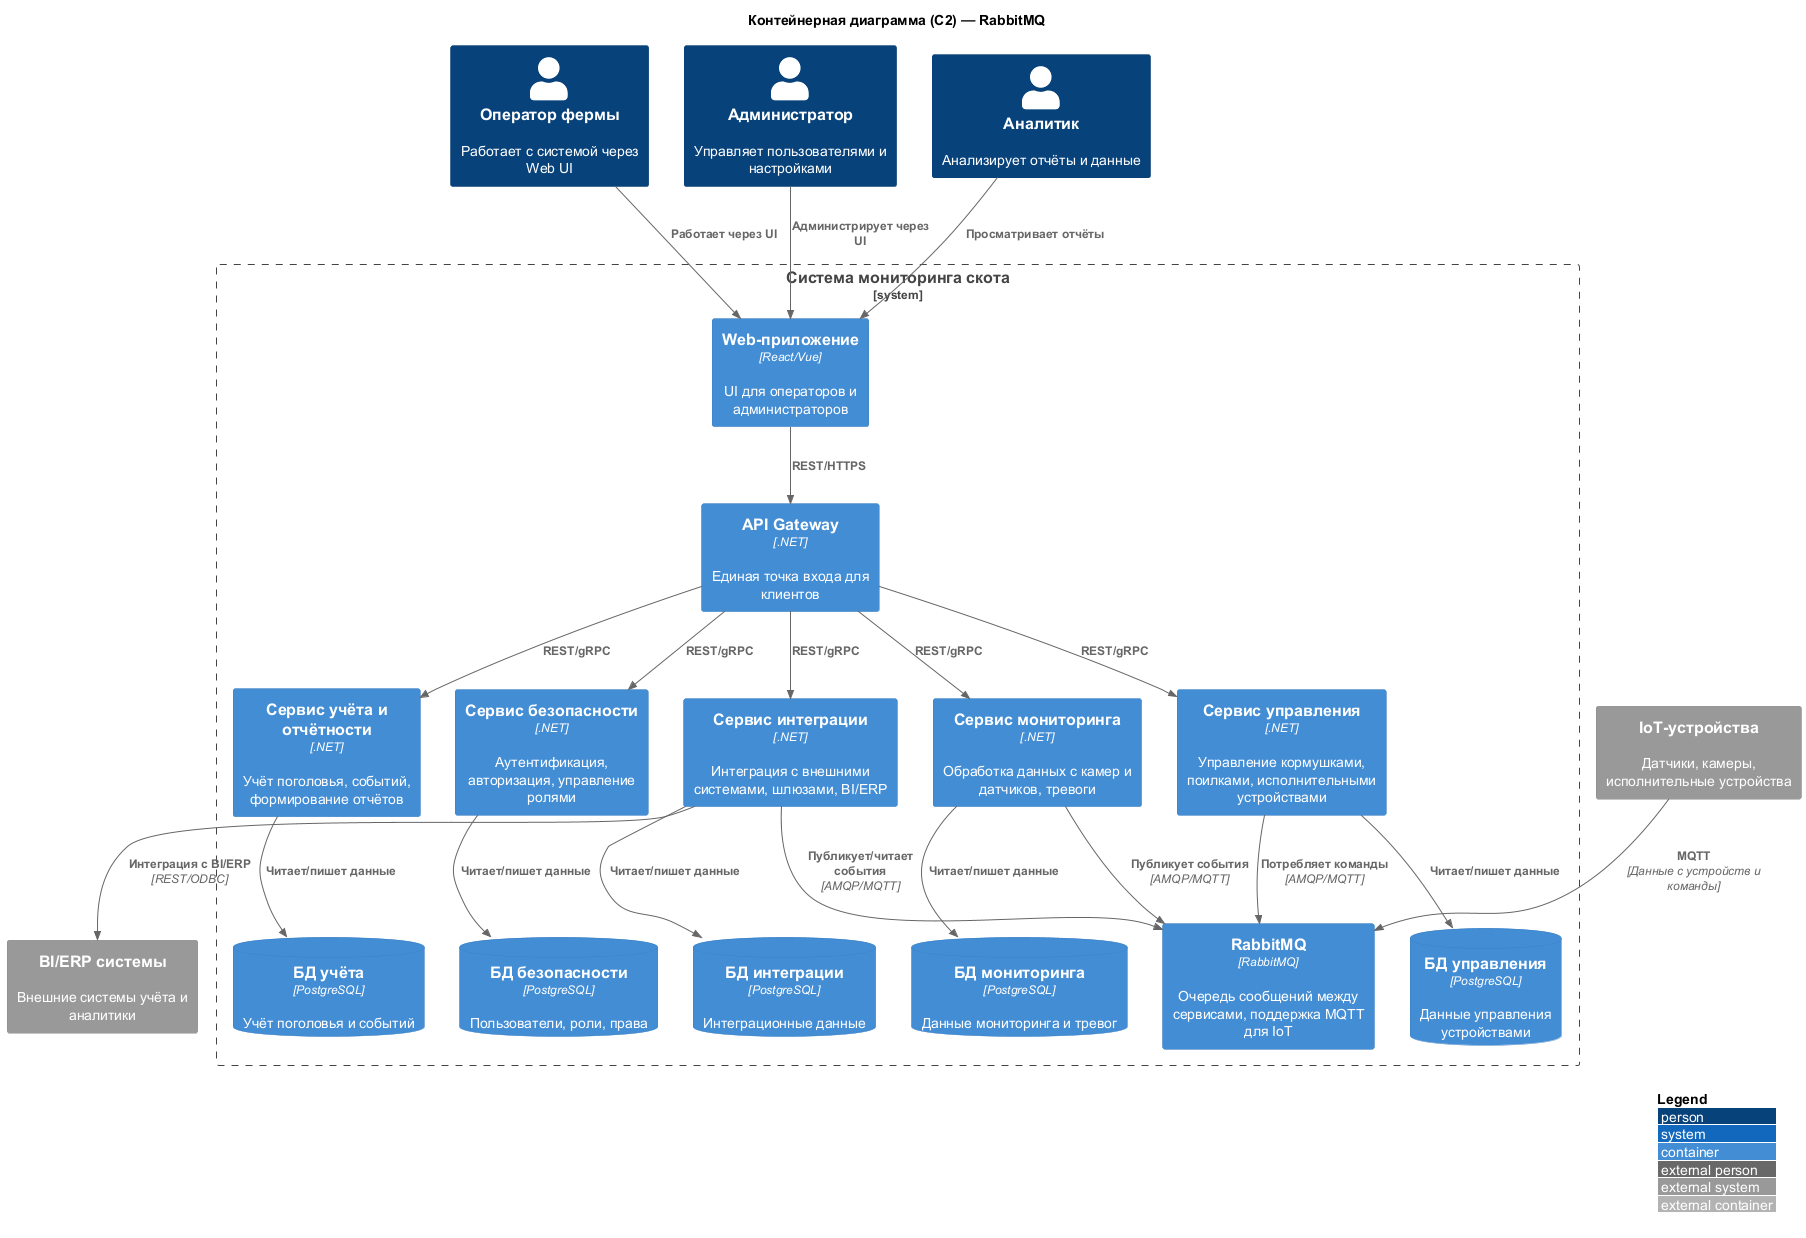 Контейнерная диаграмма (C2) — RabbitMQ
Оператор фермы
Работает с системой через
Web UI
Администратор
Управляет пользователями и
настройками
Аналитик
Анализирует отчёты и данные
Работает через UI
Администрирует через
UI
Просматривает отчёты
Система мониторинга скота
[system]
Web-приложение
[React/Vue]
UI для операторов и
администраторов
REST/HTTPS
API Gateway
[.NET]
Единая точка входа для
клиентов
REST/gRPC
REST/gRPC
REST/gRPC
REST/gRPC
REST/gRPC
Сервис учёта и
отчётности
[.NET]
Учёт поголовья, событий,
формирование отчётов
Сервис безопасности
[.NET]
Аутентификация,
авторизация, управление
ролями
Сервис интеграции
[.NET]
Интеграция с внешними
системами, шлюзами, BI/ERP
Сервис мониторинга
[.NET]
Обработка данных с камер и
датчиков, тревоги
Сервис управления
[.NET]
Управление кормушками,
поилками, исполнительными
устройствами
IoT-устройства
Датчики, камеры,
исполнительные устройства
Интеграция с BI/ERP
[REST/ODBC]
Читает/пишет данные
Читает/пишет данные
Читает/пишет данные
Публикует/читает
события
[AMQP/MQTT]
Читает/пишет данные
Публикует события
[AMQP/MQTT]
Потребляет команды
[AMQP/MQTT]
Читает/пишет данные
MQTT
[Данные с устройств и
команды]
BI/ERP системы
Внешние системы учёта и
аналитики
БД учёта
[PostgreSQL]
Учёт поголовья и событий
БД безопасности
[PostgreSQL]
Пользователи, роли, права
БД интеграции
[PostgreSQL]
Интеграционные данные
БД мониторинга
[PostgreSQL]
Данные мониторинга и тревог
RabbitMQ
[RabbitMQ]
Очередь сообщений между
сервисами, поддержка MQTT
для IoT
БД управления
[PostgreSQL]
Данные управления
устройствами
Legend
person
system
container
external person
external system
external container